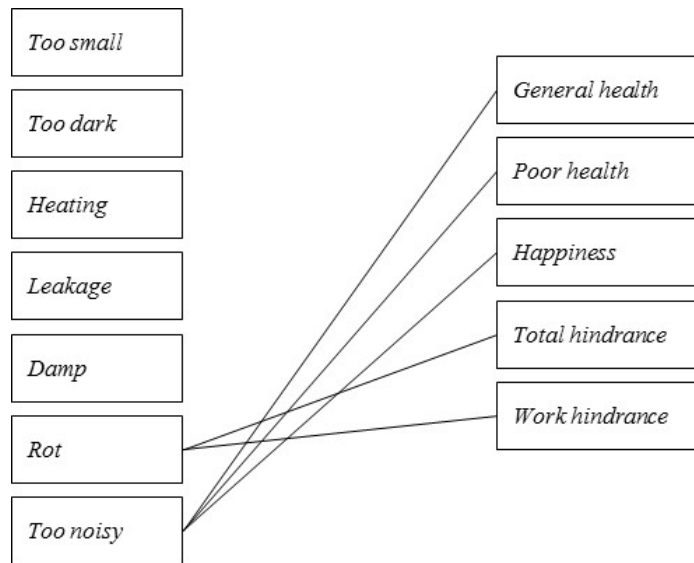 Too small
Too dark
Heating
Leakage
Damp
Rot
Too noisy
General health
Poor health
Happiness
Total hindrance
Work hindrance